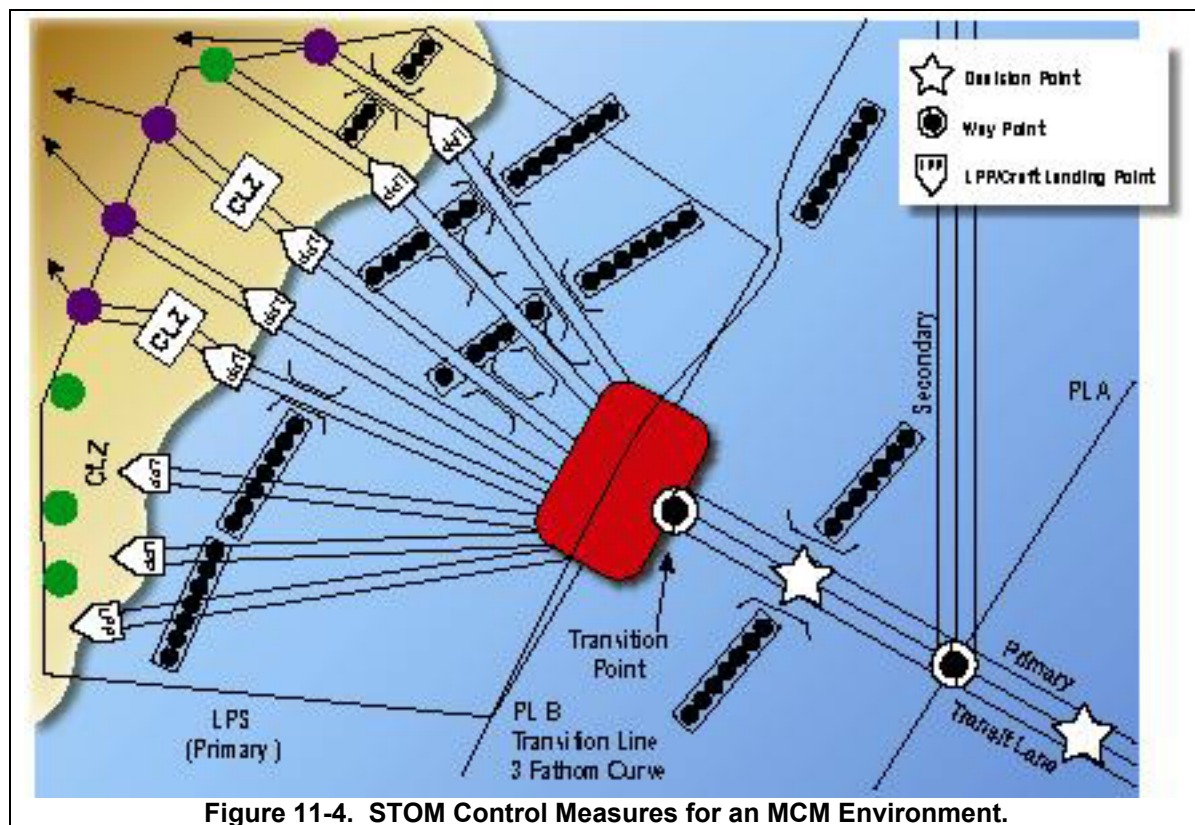 Decision Point
Way Point
LPP
LPP/Craft Landing Point
LPP
LPP
CLZ
LPP
LPP
CLZ
LPP
Secondary
PL A
CLZ
LPP
LPP
LPP
Transition
Point
Primary
Transit Lane
LPS
(Primary)
PL B
Transition Line
3 Fathom Curve
Figure 11-4. STOM Control Measures for an MCM Environment.